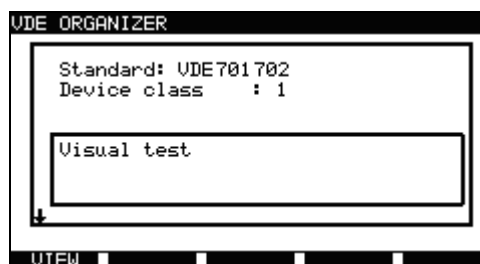 VDE ORGANIZER
Standard: VDE701702
Device class : 1
Visual test
VIEW